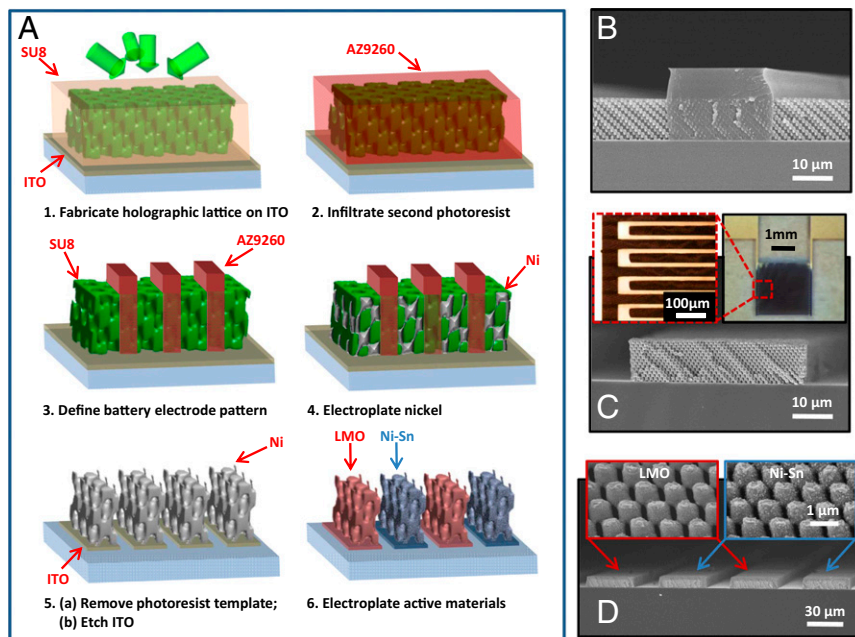 A
SU8
AZ9260
ITO
1. Fabricate holographic lattice on ITO
2. Infiltrate second photoresist
SU8
AZ9260
Ni
3. Define battery electrode pattern
4. Electroplate nickel
Ni
LMO
Ni-Sn
ITO
5. (a) Remove photoresist template;
(b) Etch ITO
6. Electroplate active materials
B
10 µm
1mm
100µm
C
10 µm
LMO
Ni-Sn
1 µm
D
30 µm